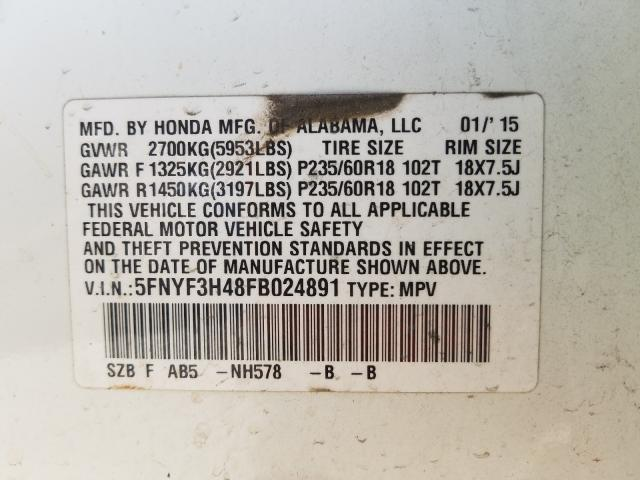 MFD. BY HONDA MFG. OF ALABAMA, LLC 01/'15
GVWR 2700KG(5953LBS) TIRE SIZE RIM SIZE
GAWR F 1325KG(2921LBS) P235/60R18 102T 18X7.5J
GAWR R1450KG(3197LBS) P235/60R18 102T 18X7.5J
THIS VEHICLE CONFORMS TO ALL APPLICABLE
FEDERAL MOTOR VEHICLE SAFETY
AND THEFT PREVENTION STANDARDS IN EFFECT
ON THE DATE OF MANUFACTURE SHOWN ABOVE.
V.I.N.:5FNYF3H48FB024891 TYPE: MPV
SZB F AB5 -NH578 -B -B